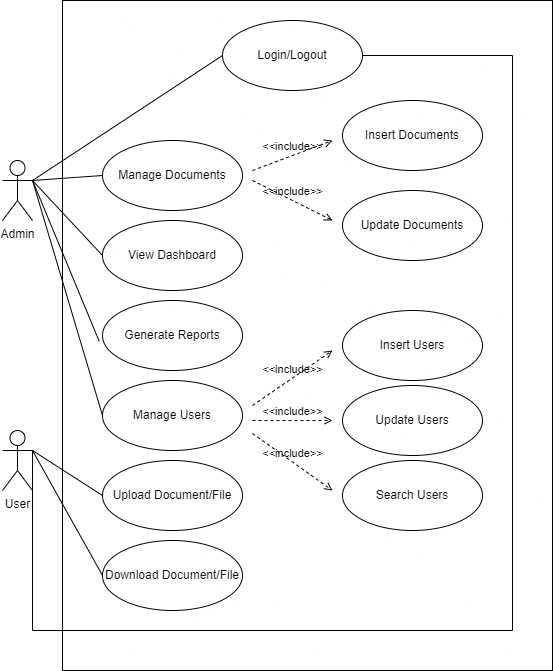 Login/Logout
Insert Documents
<<include>>
Manage Documents
<<include>>
Update Documents
Admin
View Dashboard
Generate Reports
Insert Users
<<include>>
Manage Users
<<include>>
Update Users
<<include>>
Upload Document/File
Search Users
User
Download Document/File